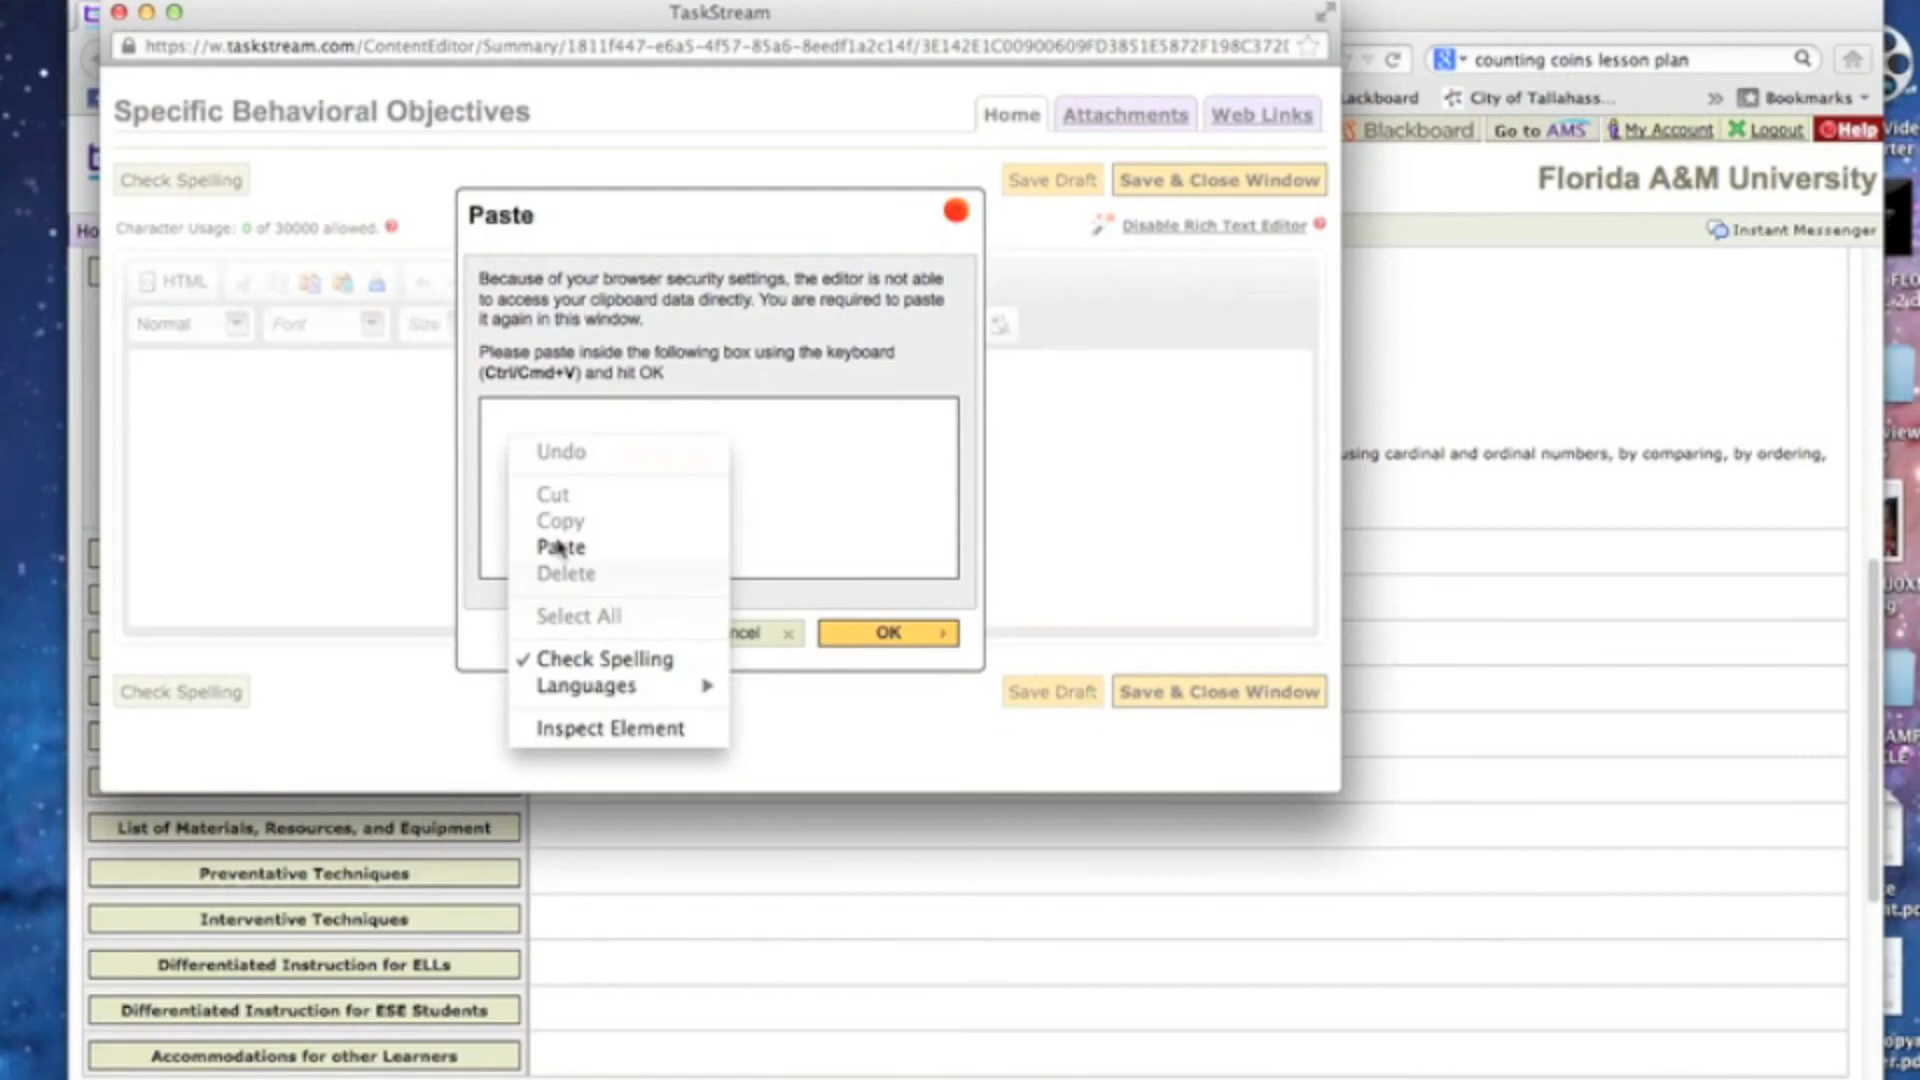 TaskStream
https://w.taskstream.com/ContentEditor/Summary/1811f447-e6a5-4f57-85a6-8eedf1a2c14f/3E142E1C00900609FD3851E5872F198C372
counting coins lesson plan
ackboard
City of Tallahass...
»
Bookmarks
Blackboard
Go to AMS
My Account
Logout
Help
Florida A&M University
Instant Messenger
Specific Behavioral Objectives
Home
Attachments
Web Links
Check Spelling
Save Draft
Save & Close Window
Character Usage: 0 of 30000 allowed.
Disable Rich Text Editor
HTML
Normal
Font
Size
Paste
Because of your browser security settings, the editor is not able
to access your clipboard data directly. You are required to paste
it again in this window.
Please paste inside the following box using the keyboard
(Ctrl/Cmd+V) and hit OK
Undo
Cut
Copy
Paste
Delete
Select All
✓ Check Spelling
Languages
Inspect Element
ncel
OK
using cardinal and ordinal numbers, by comparing, by ordering,
Check Spelling
Save Draft
Save & Close Window
List of Materials, Resources, and Equipment
Preventative Techniques
Interventive Techniques
Differentiated Instruction for ELLs
Differentiated Instruction for ESE Students
Accommodations for other Learners